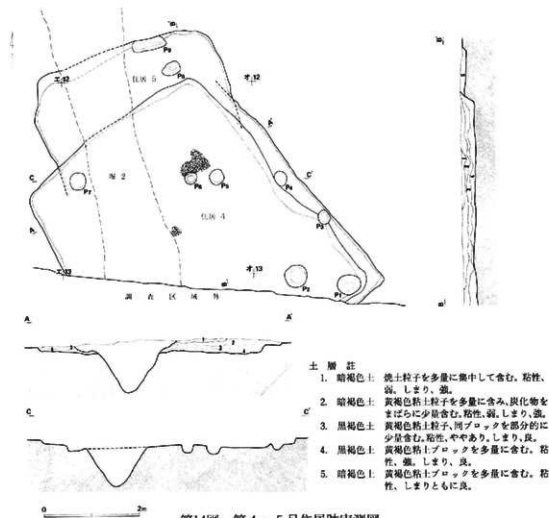 B'
P9
P8
住居 5
エ.12
オ.12
A'
C
C'
堀 2
P7
P6
P5
P4
住居 4
P3
エ.13
オ.13
P2
P1
調査区域外
A
A'
C
C'
土層註
1. 暗褐色土 焼土粒子を多量に集中して含む。粘性、
弱。しまり、強。
2. 暗褐色土 黄褐色粘土粒子を多量に含み、炭化物を
まばらに少量含む。粘性、弱。しまり、強。
3. 黒褐色土 黄褐色粘土粒子、同ブロックを部分的に
少量含む。粘性、ややあり。しまり、良。
4. 黒褐色土 黄褐色粘土ブロックを多量に含む。粘
性、強。しまり、良。
5. 暗褐色土 黄褐色粘土ブロックを多量に含む。粘
性、しまりともに良。
0 2m
第14図 第4・5号住居跡実測図